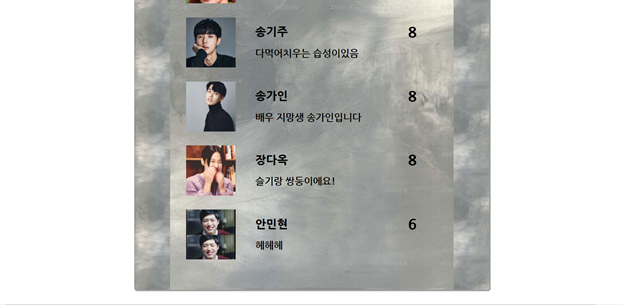 송기주 8
다먹어치우는 습성이있음
송가인 8
배우 지망생 송가인입니다
장다옥 8
슬기랑 쌍둥이에요!
안민현 6
헤헤헤